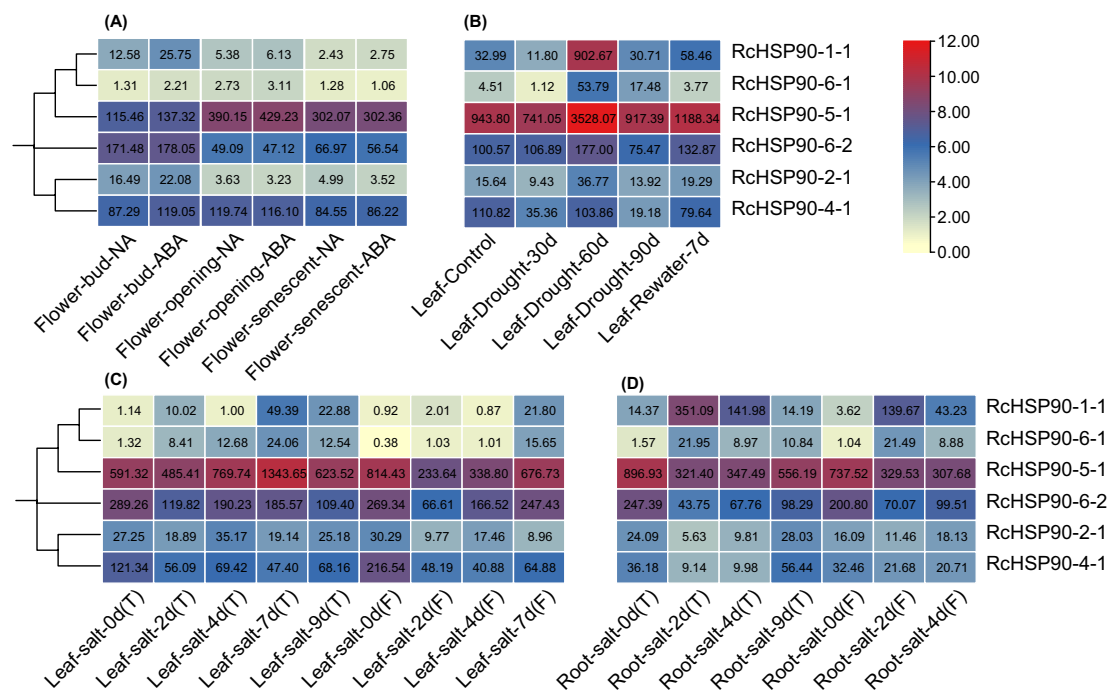 (A)
12.58 25.75 5.38 6.13 2.43 2.75
1.31 2.21 2.73 3.11 1.28 1.06
115.46 137.32 390.15 429.23 302.07 302.36
171.48 178.05 49.09 47.12 66.97 56.54
16.49 22.08 3.63 3.23 4.99 3.52
87.29 119.05 119.74 116.10 84.55 86.22
Flower-bud-NA
Flower-bud-ABA
Flower-opening-NA
Flower-opening-ABA
Flower-senescent-NA
Flower-senescent-ABA
(B)
32.99 11.80 902.67 30.71 58.46 RcHSP90-1-1
4.51 1.12 53.79 17.48 3.77 RcHSP90-6-1
943.80 741.05 3528.07 917.39 1188.34 RcHSP90-5-1
100.57 106.89 177.00 75.47 132.87 RcHSP90-6-2
15.64 9.43 36.77 13.92 19.29 RcHSP90-2-1
110.82 35.36 103.86 19.18 79.64 RcHSP90-4-1
Leaf-Control
Leaf-Drought-30d
Leaf-Drought-60d
Leaf-Drought-90d
Leaf-Rewater-7d
12.00
10.00
8.00
6.00
4.00
2.00
0.00
(C)
1.14 10.02 1.00 49.39 22.88 0.92 2.01 0.87 21.80
1.32 8.41 12.68 24.06 12.54 0.38 1.03 1.01 15.65
591.32 485.41 769.74 1343.65 623.52 814.43 233.64 338.80 676.73
289.26 119.82 190.23 185.57 109.40 269.34 66.61 166.52 247.43
27.25 18.89 35.17 19.14 25.18 30.29 9.77 17.46 8.96
121.34 56.09 69.42 47.40 68.16 216.54 48.19 40.88 64.88
Leaf-salt-0d(T)
Leaf-salt-2d(T)
Leaf-salt-4d(T)
Leaf-salt-7d(T)
Leaf-salt-9d(T)
Leaf-salt-0d(F)
Leaf-salt-2d(F)
Leaf-salt-4d(F)
Leaf-salt-7d(F)
(D)
14.37 351.09 141.98 14.19 3.62 139.67 43.23 RcHSP90-1-1
1.57 21.95 8.97 10.84 1.04 21.49 8.88 RcHSP90-6-1
896.93 321.40 347.49 556.19 737.52 329.53 307.68 RcHSP90-5-1
247.39 43.75 67.76 98.29 200.80 70.07 99.51 RcHSP90-6-2
24.09 5.63 9.81 28.03 16.09 11.46 18.13 RcHSP90-2-1
36.18 9.14 9.98 56.44 32.46 21.68 20.71 RcHSP90-4-1
Root-salt-0d(T)
Root-salt-2d(T)
Root-salt-4d(T)
Root-salt-9d(T)
Root-salt-0d(F)
Root-salt-2d(F)
Root-salt-4d(F)